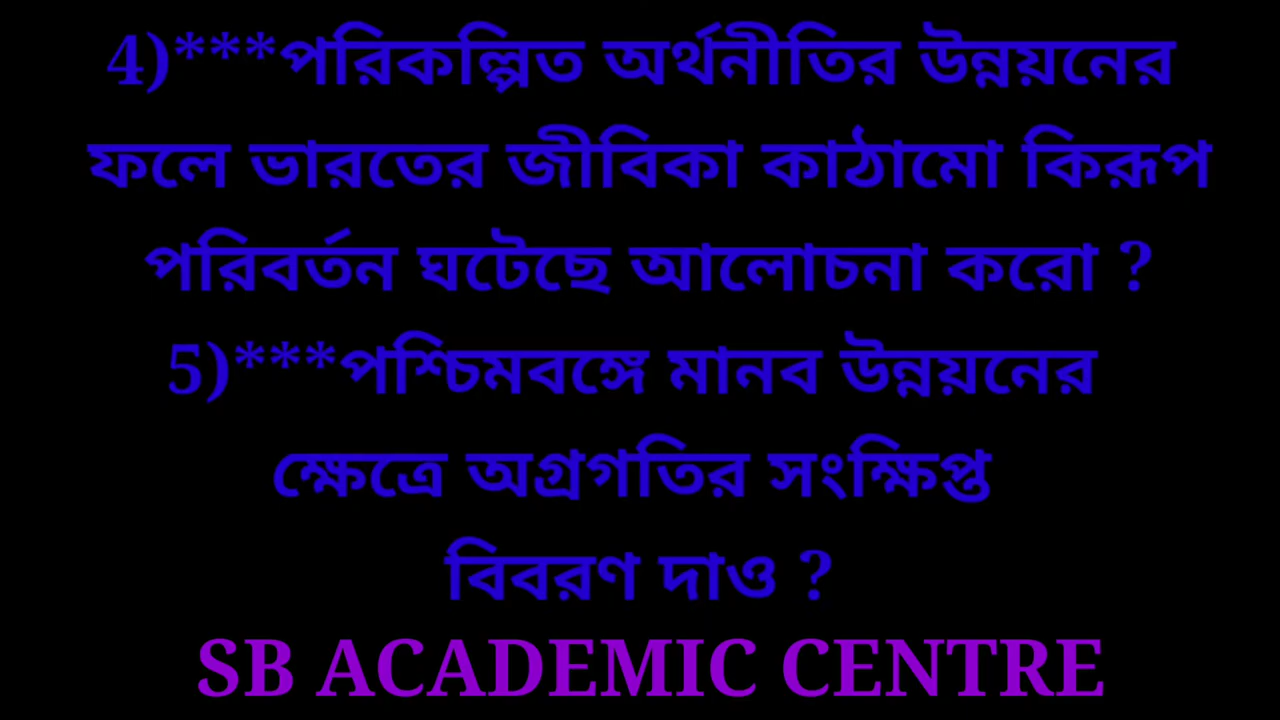 4)***পরিকল্পিত অর্থনীতির উন্নয়নের
ফলে ভারতের জীবিকা কাঠামো কিরূপ
পরিবর্তন ঘটেছে আলোচনা করো ?
5)***পশ্চিমবঙ্গে মানব উন্নয়নের
ক্ষেত্রে অগ্রগতির সংক্ষিপ্ত
বিবরণ দাও ?
SB ACADEMIC CENTRE